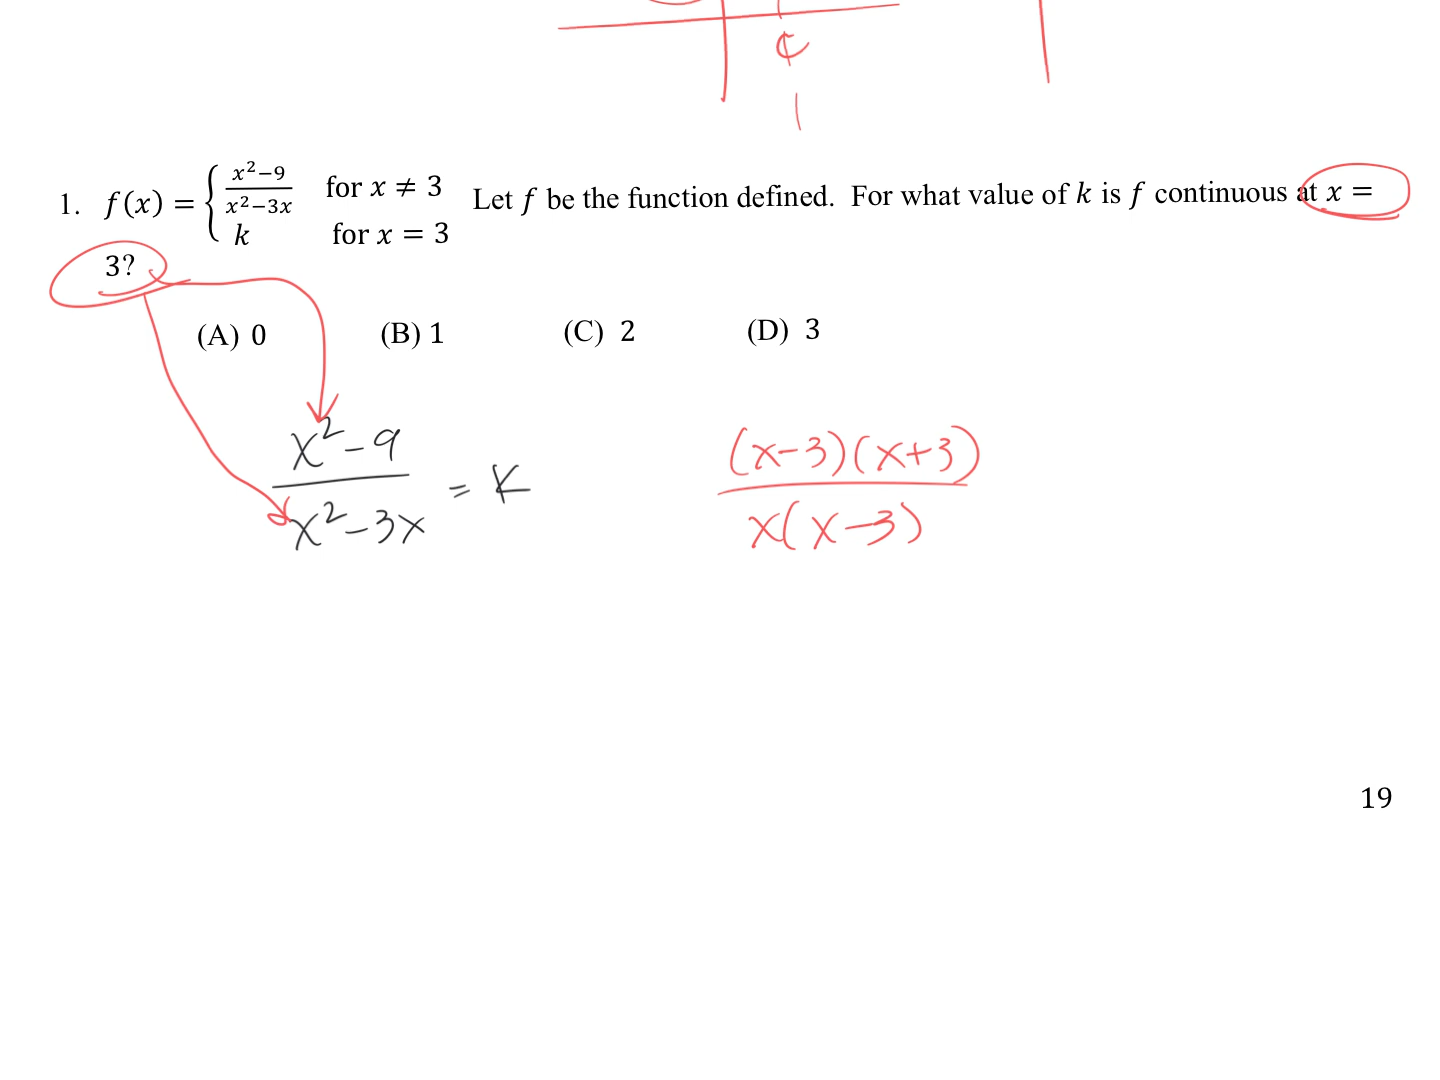 ¢
1
1. f(x) = { (x²−9)/(x²−3x) for x ≠ 3 Let f be the function defined. For what value of k is f continuous at x =
k for x = 3
3?
(A) 0 (B) 1 (C) 2 (D) 3
(x²−9)/(x²−3x) = K (x−3)(x+3)/x(x−3)
19